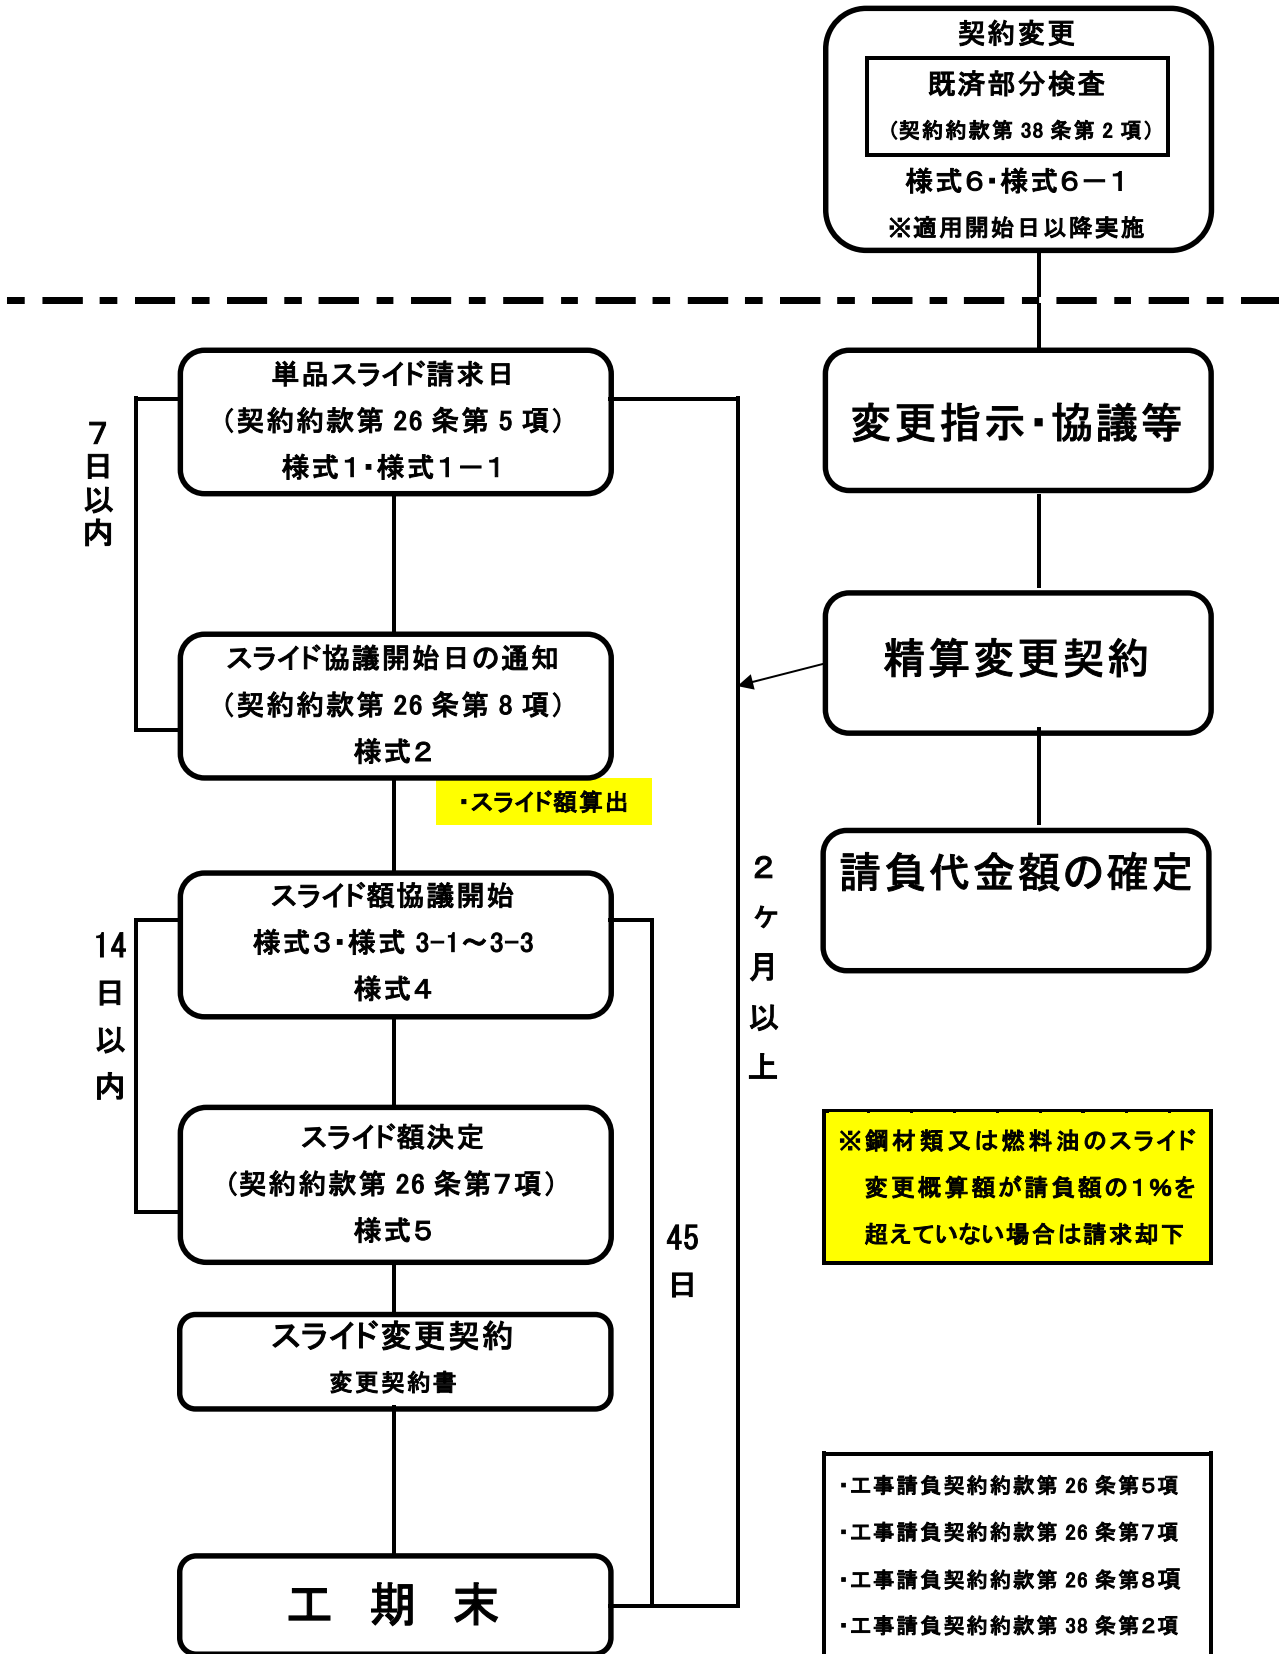 契約変更
既済部分検査
（契約約款第 38 条第 2 項）
様式６・様式６－１
※適用開始日以降実施
単品スライド請求日
（契約約款第 26 条第 5 項）
様式１・様式１－１
7日以内
スライド協議開始日の通知
（契約約款第 26 条第 8 項）
様式２
・スライド額算出
スライド額協議開始
様式３・様式 3-1～3-3
様式４
14日以内
スライド額決定
（契約約款第 26 条第７項）
様式５
45日
２ヶ月以上
スライド変更契約
変更契約書
工 期 末
変更指示・協議等
精算変更契約
請負代金額の確定
※鋼材類又は燃料油のスライド
変更概算額が請負額の１％を
超えていない場合は請求却下
・工事請負契約約款第 26 条第５項
・工事請負契約約款第 26 条第７項
・工事請負契約約款第 26 条第８項
・工事請負契約約款第 38 条第２項